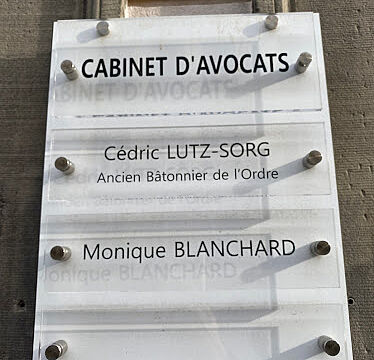 CABINET D'AVOCATS
Cédric LUTZ-SORG
Ancien Bâtonnier de l'Ordre
Monique BLANCHARD